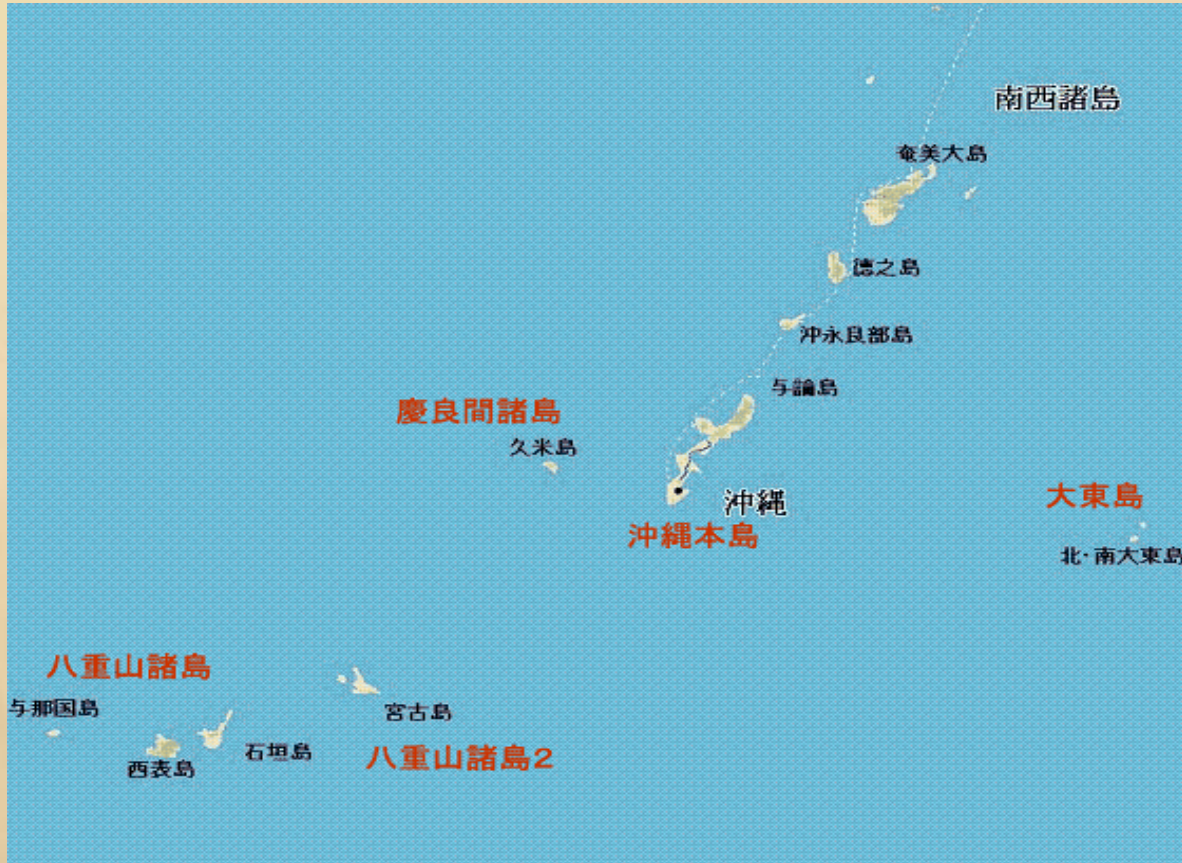 南西諸島
奄美大島
徳之島
沖永良部島
与論島
慶良間諸島
久米島
沖縄
沖縄本島
大東島
北・南大東島
八重山諸島
与那国島
宮古島
石垣島
西表島
八重山諸島2